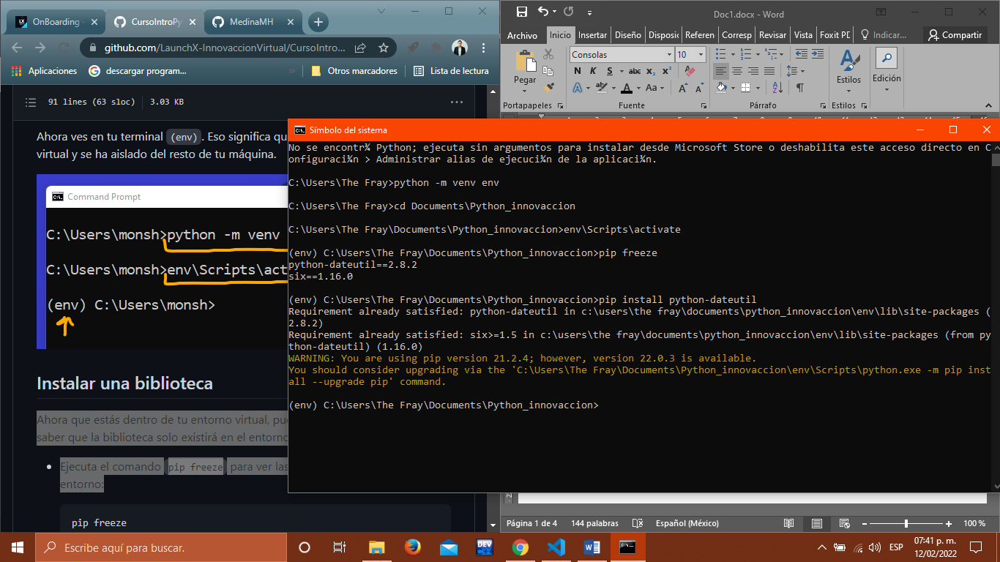 OnBoarding -
CursoIntroPy
MedinaMH
github.com/LaunchX-InnovaccionVirtual/CursoIntro...
Aplicaciones
descargar program...
Otros marcadores
Lista de lectura
91 lines (63 sloc)
3.03 KB
Ahora ves en tu terminal (env). Eso significa qu
virtual y se ha aislado del resto de tu máquina.
Command Prompt
C:\Users\monsh>python -m venv
C:\Users\monsh>env\Scripts\act
(env) C:\Users\monsh>
Instalar una biblioteca
Ahora que estás dentro de tu entorno virtual, pue
saber que la biblioteca solo existirá en el entorno
Ejecuta el comando pip freeze para ver las
entorno:
pip freeze
Doc1.docx - Word
Archivo
Inicio
Insertar
Diseño
Disposic
Referen
Corresp
Revisar
Vista
Foxit PD
Indicar...
Compartir
Pegar
Consolas
10
N K S abc x₂ x²
A ab A Aa A A
Estilos
Edición
Portapapeles
Fuente
Párrafo
Estilos
Símbolo del sistema
No se encontr¾ Python; ejecuta sin argumentos para instalar desde Microsoft Store o deshabilita este acceso directo en C
onfiguraci¾n > Administrar alias de ejecuci¾n de la aplicaci¾n.
C:\Users\The Fray>python -m venv env
C:\Users\The Fray>cd Documents\Python_innovaccion
C:\Users\The Fray\Documents\Python_innovaccion>env\Scripts\activate
(env) C:\Users\The Fray\Documents\Python_innovaccion>pip freeze
python-dateutil==2.8.2
six==1.16.0
(env) C:\Users\The Fray\Documents\Python_innovaccion>pip install python-dateutil
Requirement already satisfied: python-dateutil in c:\users\the fray\documents\python_innovaccion\env\lib\site-packages (
2.8.2)
Requirement already satisfied: six>=1.5 in c:\users\the fray\documents\python_innovaccion\env\lib\site-packages (from py
thon-dateutil) (1.16.0)
WARNING: You are using pip version 21.2.4; however, version 22.0.3 is available.
You should consider upgrading via the 'C:\Users\The Fray\Documents\Python_innovaccion\env\Scripts\python.exe -m pip inst
all --upgrade pip' command.
(env) C:\Users\The Fray\Documents\Python_innovaccion>
Página 1 de 4
144 palabras
Español (México)
100 %
Escribe aquí para buscar.
DEV
ESP
07:41 p. m.
12/02/2022